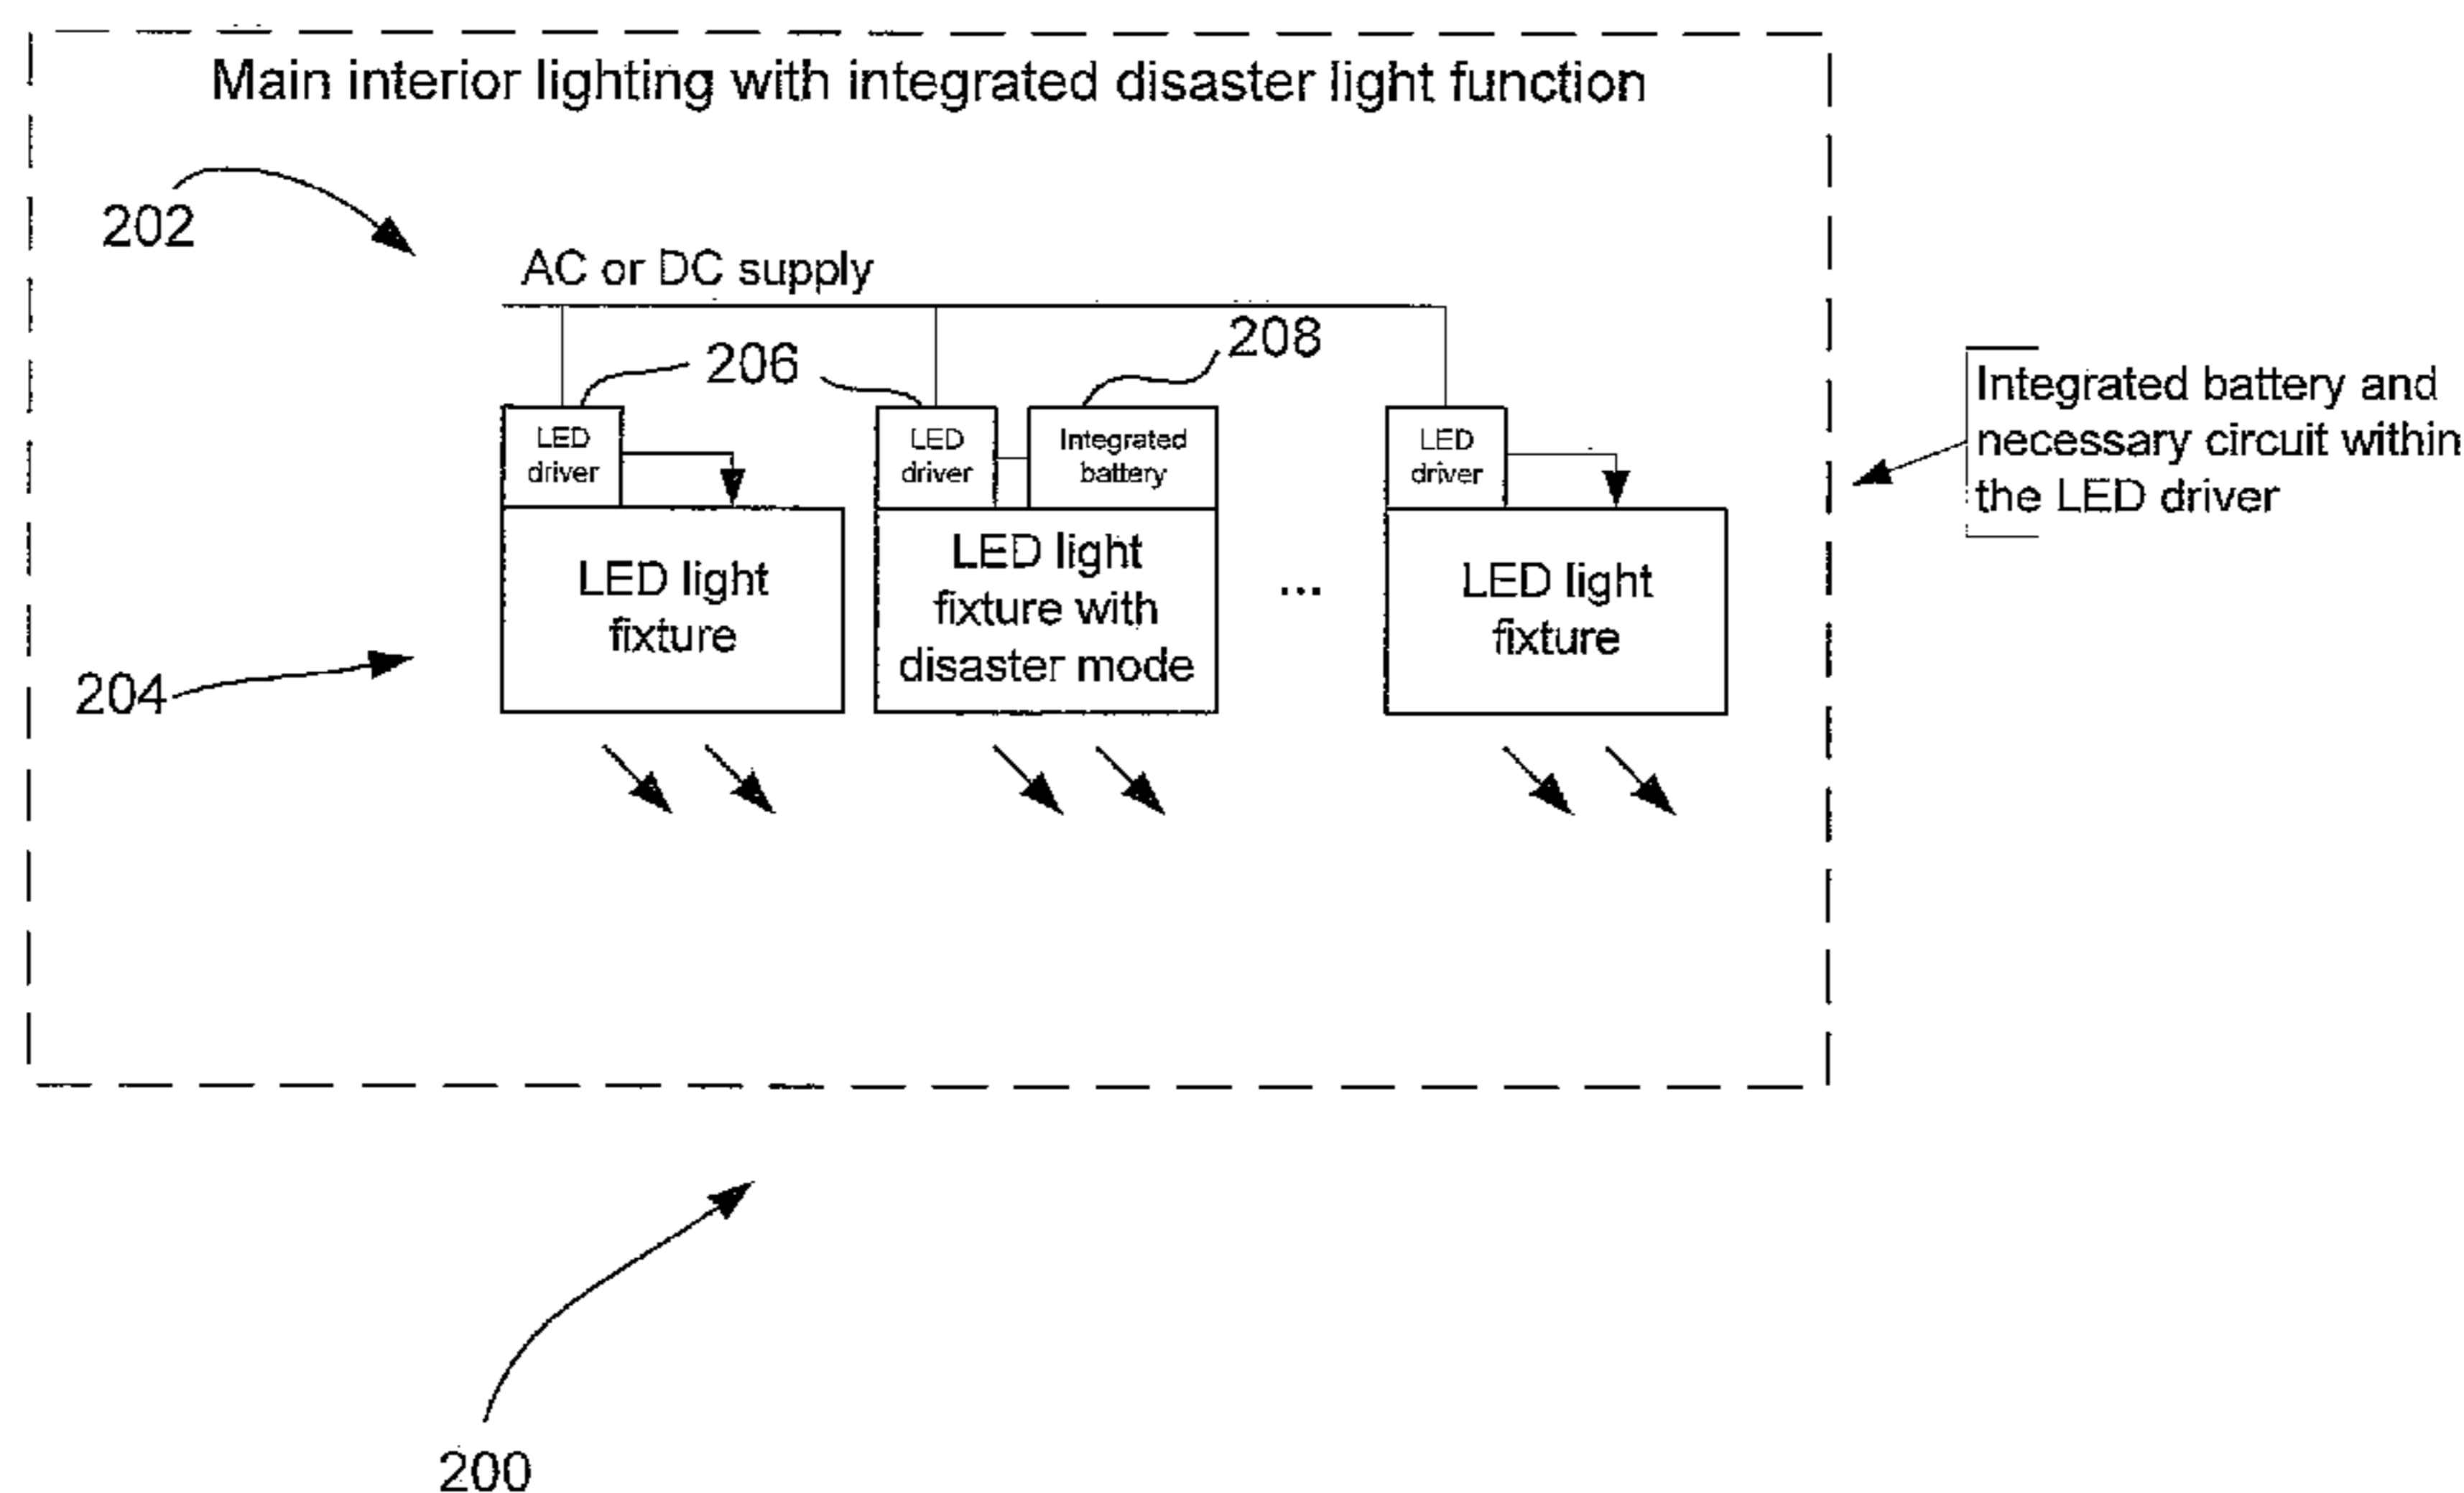 Main interior lighting with integrated disaster light function
202
AC or DC supply
206
208
LED
driver
LED
driver
Integrated
battery
LED
driver
Integrated battery and
necessary circuit within
the LED driver
LED light
fixture
LED light
fixture with
disaster mode
...
LED light
fixture
204
200